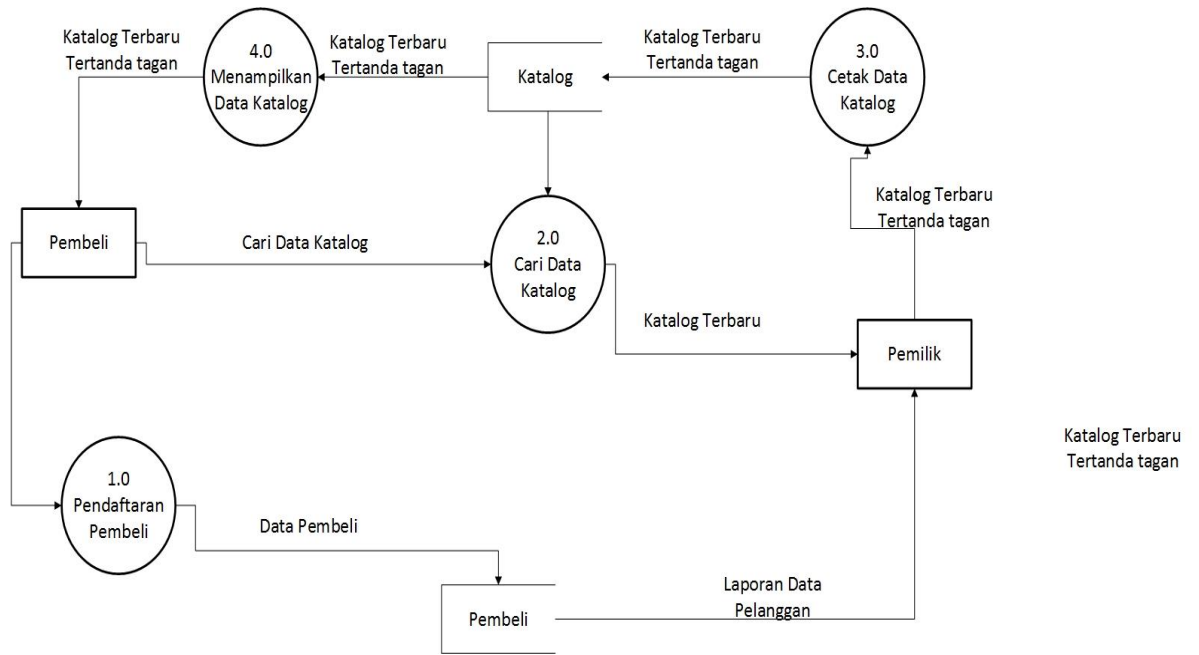 Katalog Terbaru
Tertanda tagan
4.0
Menampilkan
Data Katalog
Katalog Terbaru
Tertanda tagan
Katalog
Katalog Terbaru
Tertanda tagan
3.0
Cetak Data
Katalog
Katalog Terbaru
Tertanda tagan
Pembeli
Cari Data Katalog
2.0
Cari Data
Katalog
Katalog Terbaru
Pemilik
Katalog Terbaru
Tertanda tagan
1.0
Pendaftaran
Pembeli
Data Pembeli
Pembeli
Laporan Data
Pelanggan